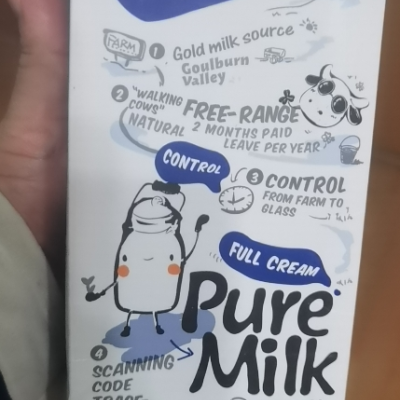 FARM
1 Gold milk source
Goulburn
Valley
2 "WALKING
COWS" FREE-RANGE
NATURAL 2 MONTHS PAID
LEAVE PER YEAR
CONTROL
3 CONTROL
FROM FARM TO
GLASS
FULL CREAM
Pure
Milk
4
SCANNING
CODE
TRACE-